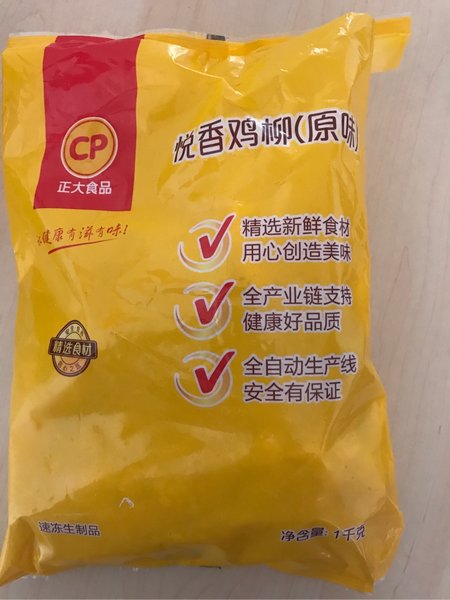 CP
正大食品
悦香鸡柳(原味)
健康有滋有味!
精选新鲜食材
用心创造美味
全产业链支持
健康好品质
精选食材
全自动生产线
安全有保证
速冻生制品
净含量:1千克